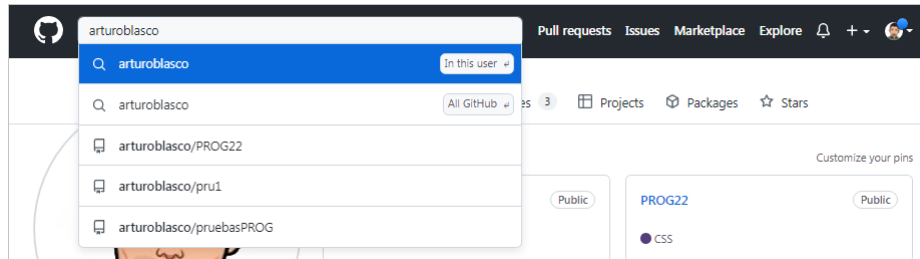 arturoblasco Pull requests Issues Marketplace Explore
arturoblasco In this user
arturoblasco All GitHub es 3 Projects Packages Stars
arturoblasco/PROG22
Customize your pins
arturoblasco/pru1
Public PROG22 Public
arturoblasco/pruebasPROG
CSS